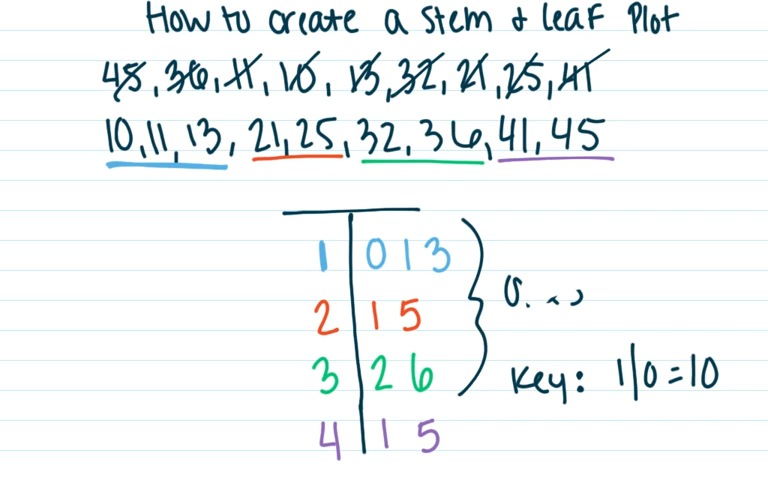 How to create a Stem & Leaf Plot
45, 36, 11, 10, 13, 32, 21, 25, 41
10, 11, 13, 21, 25, 32, 36, 41, 45
1 | 0 1 3
2 | 1 5
3 | 2 6
4 | 1 5
Key: 1|0 = 10